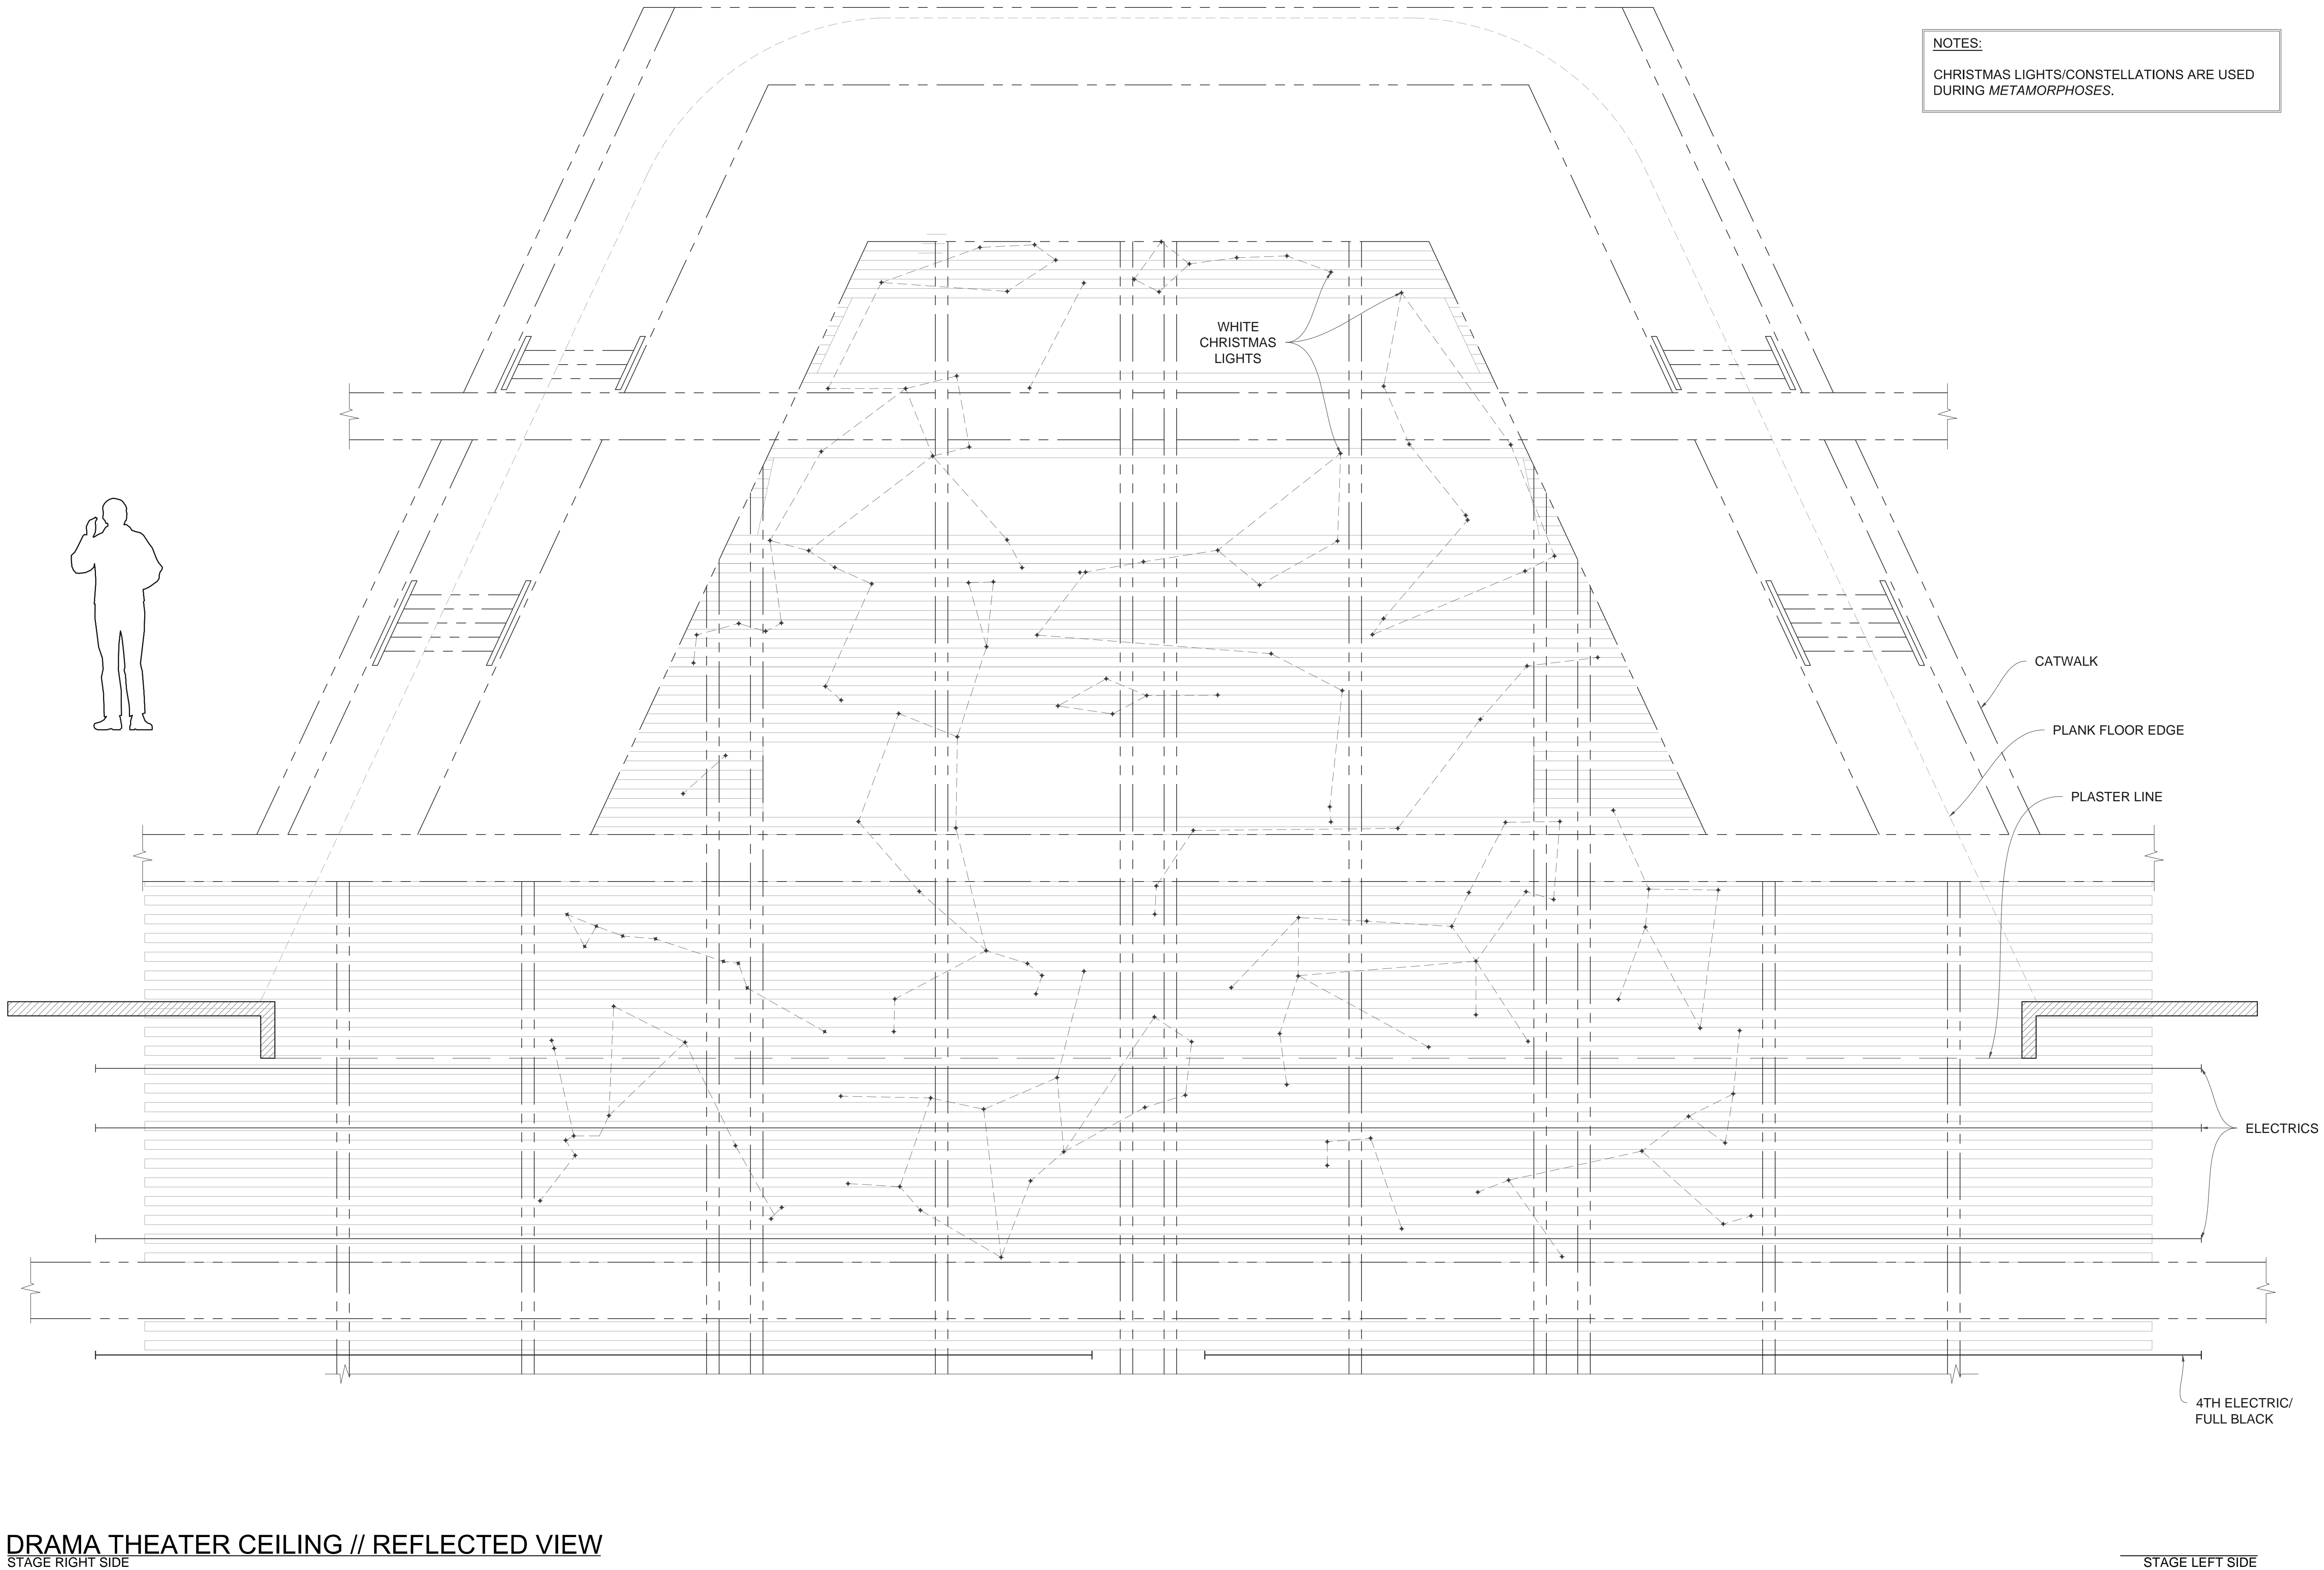 NOTES:
CHRISTMAS LIGHTS/CONSTELLATIONS ARE USED
DURING METAMORPHOSES.
WHITE
CHRISTMAS
LIGHTS
CATWALK
PLANK FLOOR EDGE
PLASTER LINE
ELECTRICS
4TH ELECTRIC/
FULL BLACK
DRAMA THEATER CEILING // REFLECTED VIEW
STAGE RIGHT SIDE
STAGE LEFT SIDE